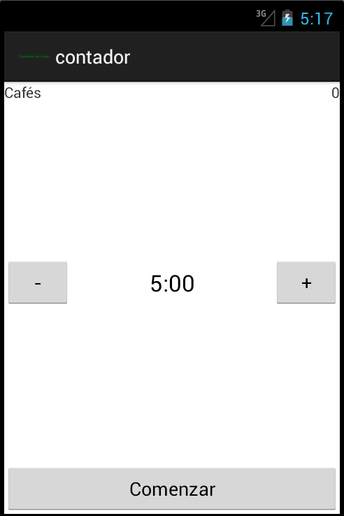 3G 5:17
contador
Cafés 0
- 5:00 +
Comenzar